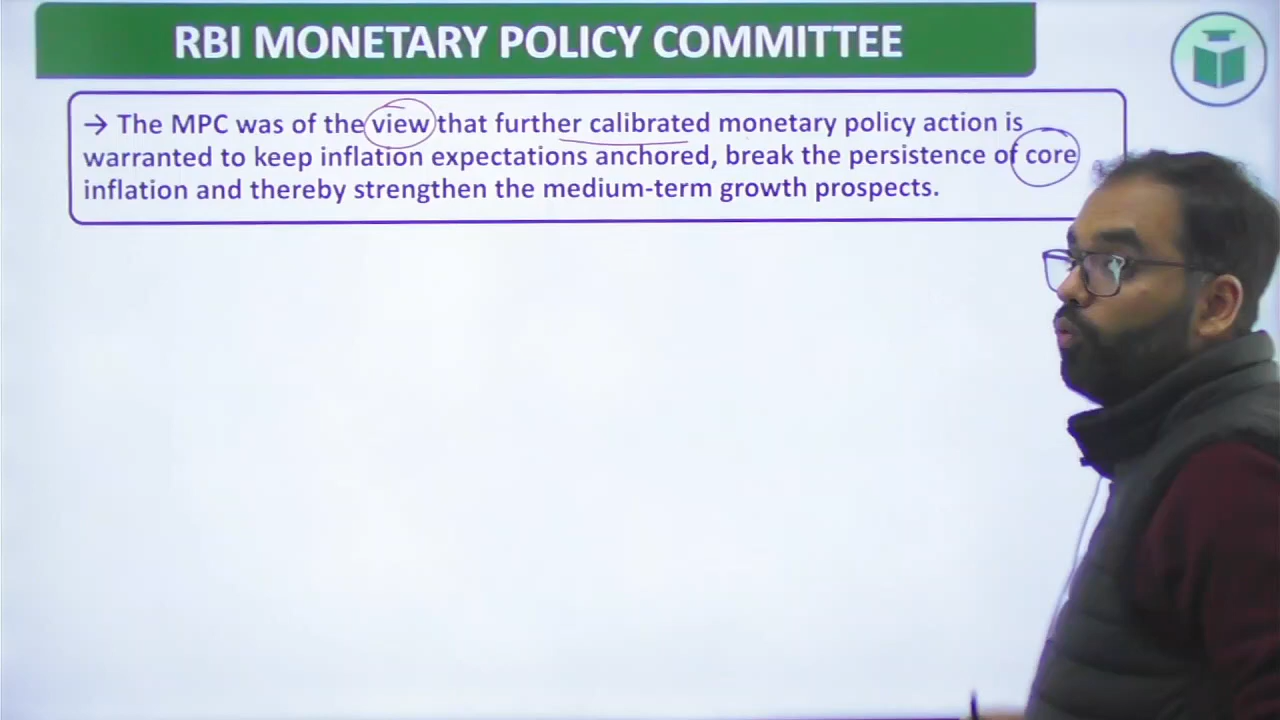 RBI MONETARY POLICY COMMITTEE
→ The MPC was of the view that further calibrated monetary policy action is
warranted to keep inflation expectations anchored, break the persistence of core
inflation and thereby strengthen the medium-term growth prospects.